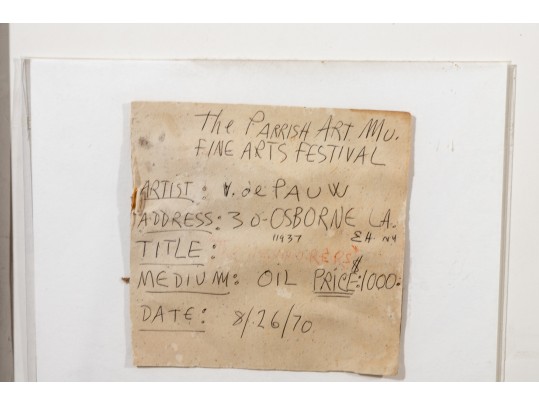 The PARRISH ART MU.
FINE ARTS FESTIVAL
ARTIST: V. de PAUW
ADDRESS: 30-OSBORNE LA.
11937 E.H. NY
TITLE:
MEDIUM: OIL PRICE: $1000.
DATE: 8/26/70